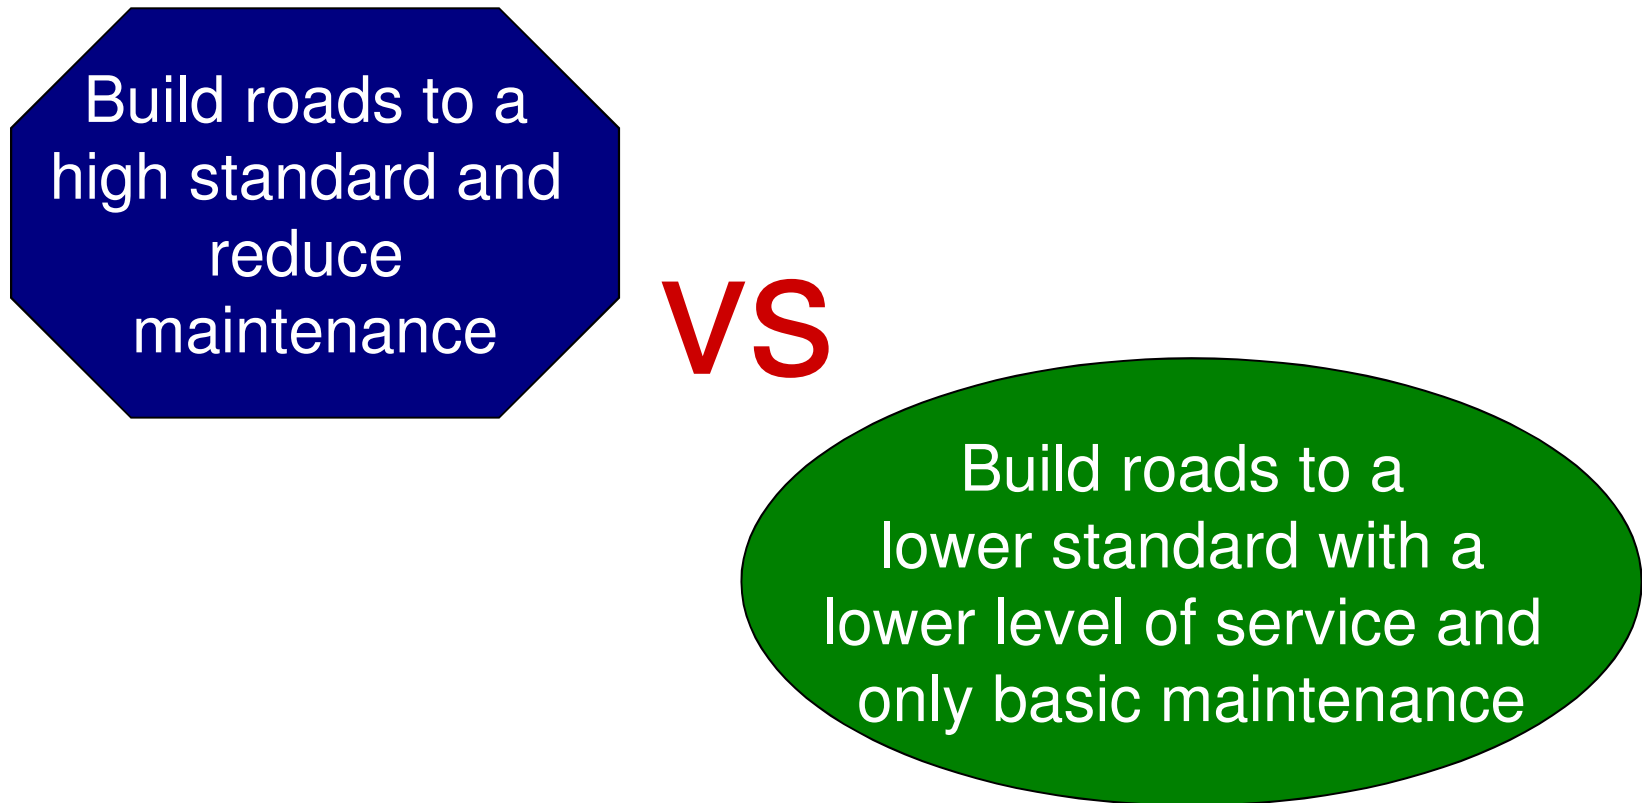 Build roads to a
high standard and
reduce
maintenance
vs
Build roads to a
lower standard with a
lower level of service and
only basic maintenance